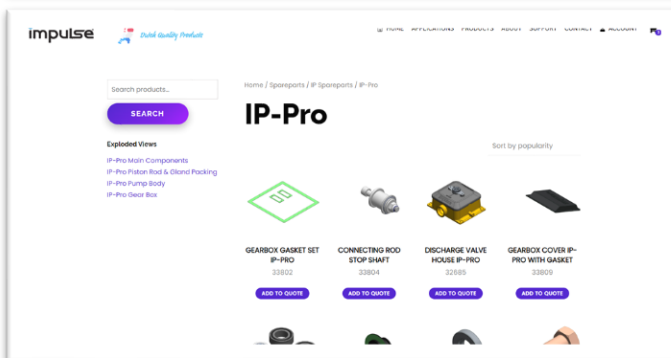 impulse
Dutch Quality Products
HOME APPLICATIONS PRODUCTS ABOUT SUPPORT CONTACT ACCOUNT
Search products...
SEARCH
Exploded Views
IP-Pro Main Components
IP-Pro Piston Rod & Gland Packing
IP-Pro Pump Body
IP-Pro Gear Box
Home / Spareparts / IP Spareparts / IP-Pro
IP-Pro
Sort by popularity
GEARBOX GASKET SET
IP-PRO
33802
ADD TO QUOTE
CONNECTING ROD
STOP SHAFT
33804
ADD TO QUOTE
DISCHARGE VALVE
HOUSE IP-PRO
32685
ADD TO QUOTE
GEARBOX COVER IP-
PRO WITH GASKET
33809
ADD TO QUOTE